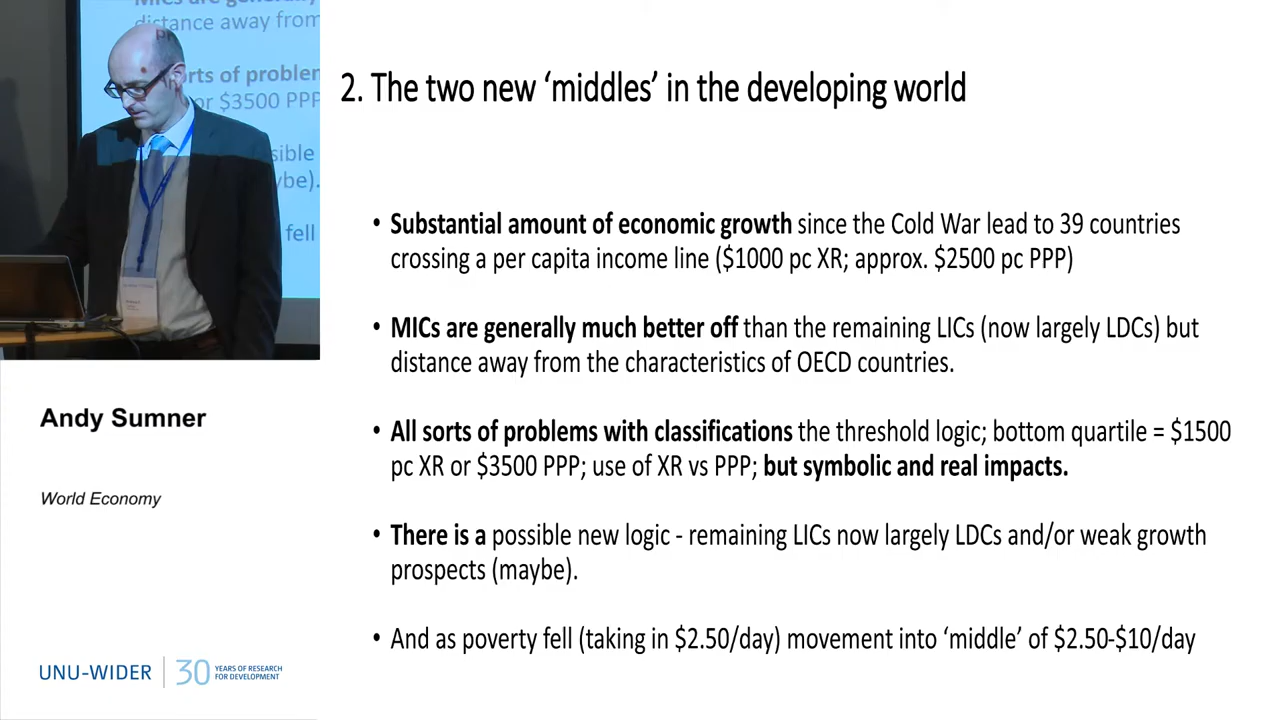 2. The two new ‘middles’ in the developing world
• Substantial amount of economic growth since the Cold War lead to 39 countries
crossing a per capita income line ($1000 pc XR; approx. $2500 pc PPP)
• MICs are generally much better off than the remaining LICs (now largely LDCs) but
distance away from the characteristics of OECD countries.
• All sorts of problems with classifications the threshold logic; bottom quartile = $1500
pc XR or $3500 PPP; use of XR vs PPP; but symbolic and real impacts.
• There is a possible new logic - remaining LICs now largely LDCs and/or weak growth
prospects (maybe).
• And as poverty fell (taking in $2.50/day) movement into ‘middle’ of $2.50-$10/day
MICs are generally
distance away from
rts of problem
or $3500 PPP
sible
ybe).
fell
Andy Sumner
World Economy
UNU-WIDER
30 YEARS OF RESEARCH
FOR DEVELOPMENT